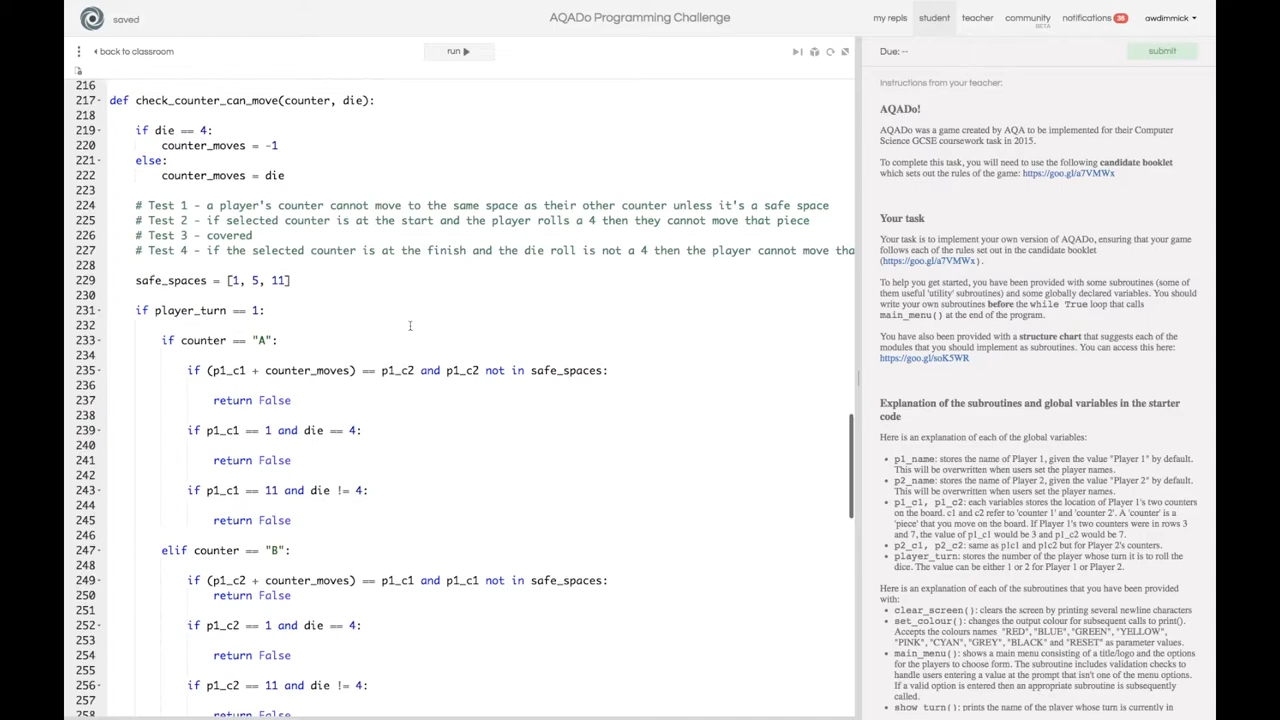 saved
AQADo Programming Challenge
my repls
student
teacher
community
BETA
notifications 36
awdimmick
back to classroom
run
Due: --
submit
216
217 def check_counter_can_move(counter, die):
218
219 if die == 4:
220 counter_moves = -1
221 else:
222 counter_moves = die
223
224 # Test 1 - a player's counter cannot move to the same space as their other counter unless it's a safe space
225 # Test 2 - if selected counter is at the start and the player rolls a 4 then they cannot move that piece
226 # Test 3 - covered
227 # Test 4 - if the selected counter is at the finish and the die roll is not a 4 then the player cannot move tha
228
229 safe_spaces = [1, 5, 11]
230
231 if player_turn == 1:
232
233 if counter == "A":
234
235 if (p1_c1 + counter_moves) == p1_c2 and p1_c2 not in safe_spaces:
236
237 return False
238
239 if p1_c1 == 1 and die == 4:
240
241 return False
242
243 if p1_c1 == 11 and die != 4:
244
245 return False
246
247 elif counter == "B":
248
249 if (p1_c2 + counter_moves) == p1_c1 and p1_c1 not in safe_spaces:
250 return False
251
252 if p1_c2 == 1 and die == 4:
253
254 return False
255
256 if p1_c2 == 11 and die != 4:
257
258 return False
Instructions from your teacher:
AQADo!
AQADo was a game created by AQA to be implemented for their Computer
Science GCSE coursework task in 2015.
To complete this task, you will need to use the following candidate booklet
which sets out the rules of the game: https://goo.gl/a7VMWx
Your task
Your task is to implement your own version of AQADo, ensuring that your game
follows each of the rules set out in the candidate booklet
(https://goo.gl/a7VMWx).
To help you get started, you have been provided with some subroutines (some of
them useful 'utility' subroutines) and some globally declared variables. You should
write your own subroutines before the while True loop that calls
main_menu() at the end of the program.
You have also been provided with a structure chart that suggests each of the
modules that you should implement as subroutines. You can access this here:
https://goo.gl/soK5WR
Explanation of the subroutines and global variables in the starter
code
Here is an explanation of each of the global variables:
p1_name: stores the name of Player 1, given the value "Player 1" by default.
This will be overwritten when users set the player names.
p2_name: stores the name of Player 2, given the value "Player 2" by default.
This will be overwritten when users set the player names.
p1_c1, p1_c2: each variables stores the location of Player 1's two counters
on the board. c1 and c2 refer to 'counter 1' and 'counter 2'. A 'counter' is a
'piece' that you move on the board. If Player 1's two counters were in rows 3
and 7, the value of p1_c1 would be 3 and p1_c2 would be 7.
p2_c1, p2_c2: same as p1c1 and p1c2 but for Player 2's counters.
player_turn: stores the number of the player whose turn it is to roll the
dice. The value can be either 1 or 2 for Player 1 or Player 2.
Here is an explanation of each of the subroutines that you have been provided
with:
clear_screen(): clears the screen by printing several newline characters
set_colour(): changes the output colour for subsequent calls to print().
Accepts the colours names "RED", "BLUE", "GREEN", "YELLOW",
"PINK", "CYAN", "GREY", "BLACK" and "RESET" as parameter values.
main_menu(): shows a main menu consisting of a title/logo and the options
for the players to choose form. The subroutine includes validation checks to
handle users entering a value at the prompt that isn't one of the menu options.
If a valid option is entered then an appropriate subroutine is subsequently
called.
show_turn(): prints the name of the player whose turn is currently in